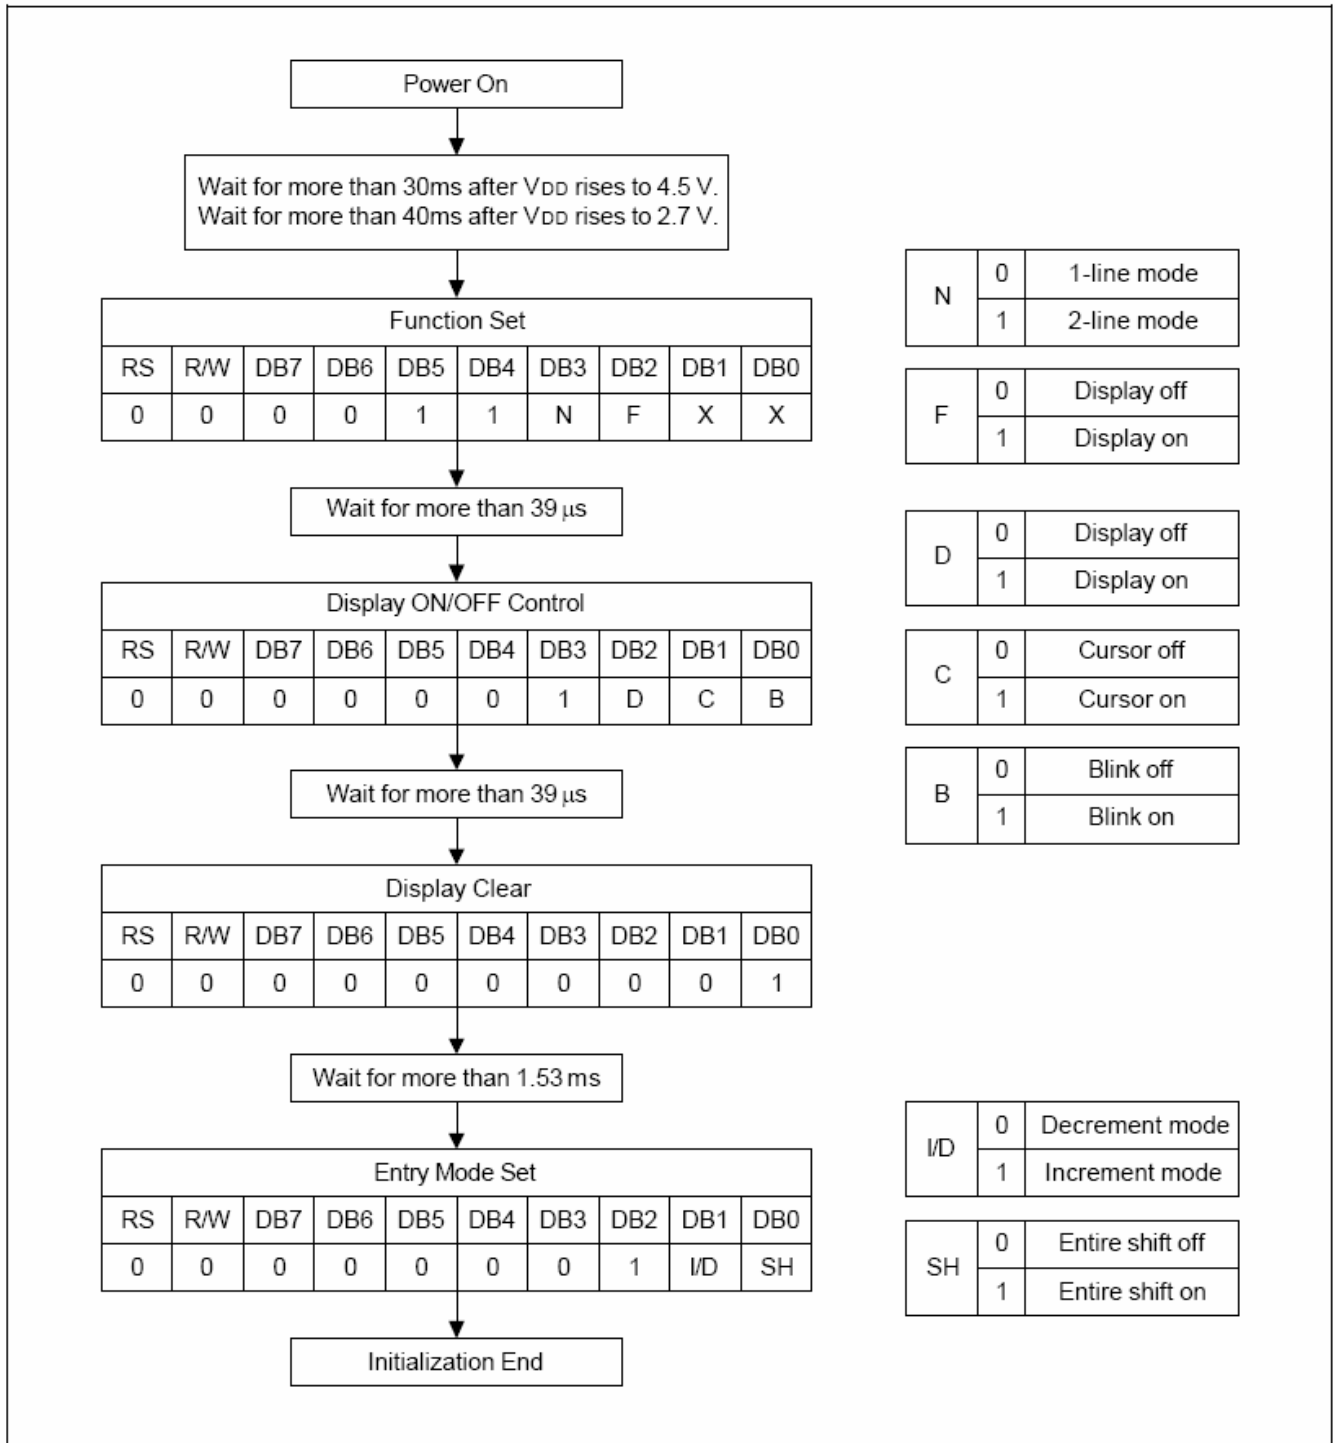 Power On
Wait for more than 30ms after VDD rises to 4.5 V.
Wait for more than 40ms after VDD rises to 2.7 V.
Function Set
RS R/W DB7 DB6 DB5 DB4 DB3 DB2 DB1 DB0
0 0 0 0 1 1 N F X X
Wait for more than 39 μs
Display ON/OFF Control
RS R/W DB7 DB6 DB5 DB4 DB3 DB2 DB1 DB0
0 0 0 0 0 0 1 D C B
Wait for more than 39 μs
Display Clear
RS R/W DB7 DB6 DB5 DB4 DB3 DB2 DB1 DB0
0 0 0 0 0 0 0 0 0 1
Wait for more than 1.53 ms
Entry Mode Set
RS R/W DB7 DB6 DB5 DB4 DB3 DB2 DB1 DB0
0 0 0 0 0 0 0 1 I/D SH
Initialization End
N
0 1-line mode
1 2-line mode
F
0 Display off
1 Display on
D
0 Display off
1 Display on
C
0 Cursor off
1 Cursor on
B
0 Blink off
1 Blink on
I/D
0 Decrement mode
1 Increment mode
SH
0 Entire shift off
1 Entire shift on